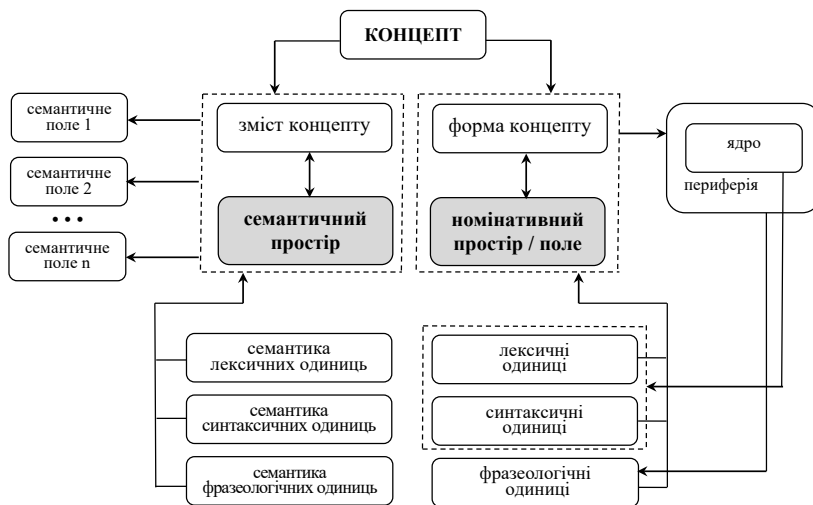 КОНЦЕПТ
семантичне
поле 1
семантичне
поле 2
• • •
семантичне
поле n
зміст концепту
семантичний
простір
форма концепту
номінативний
простір / поле
ядро
периферія
семантика
лексичних одиниць
семантика
синтаксичних одиниць
семантика
фразеологічних одиниць
лексичні
одиниці
синтаксичні
одиниці
фразеологічні
одиниці